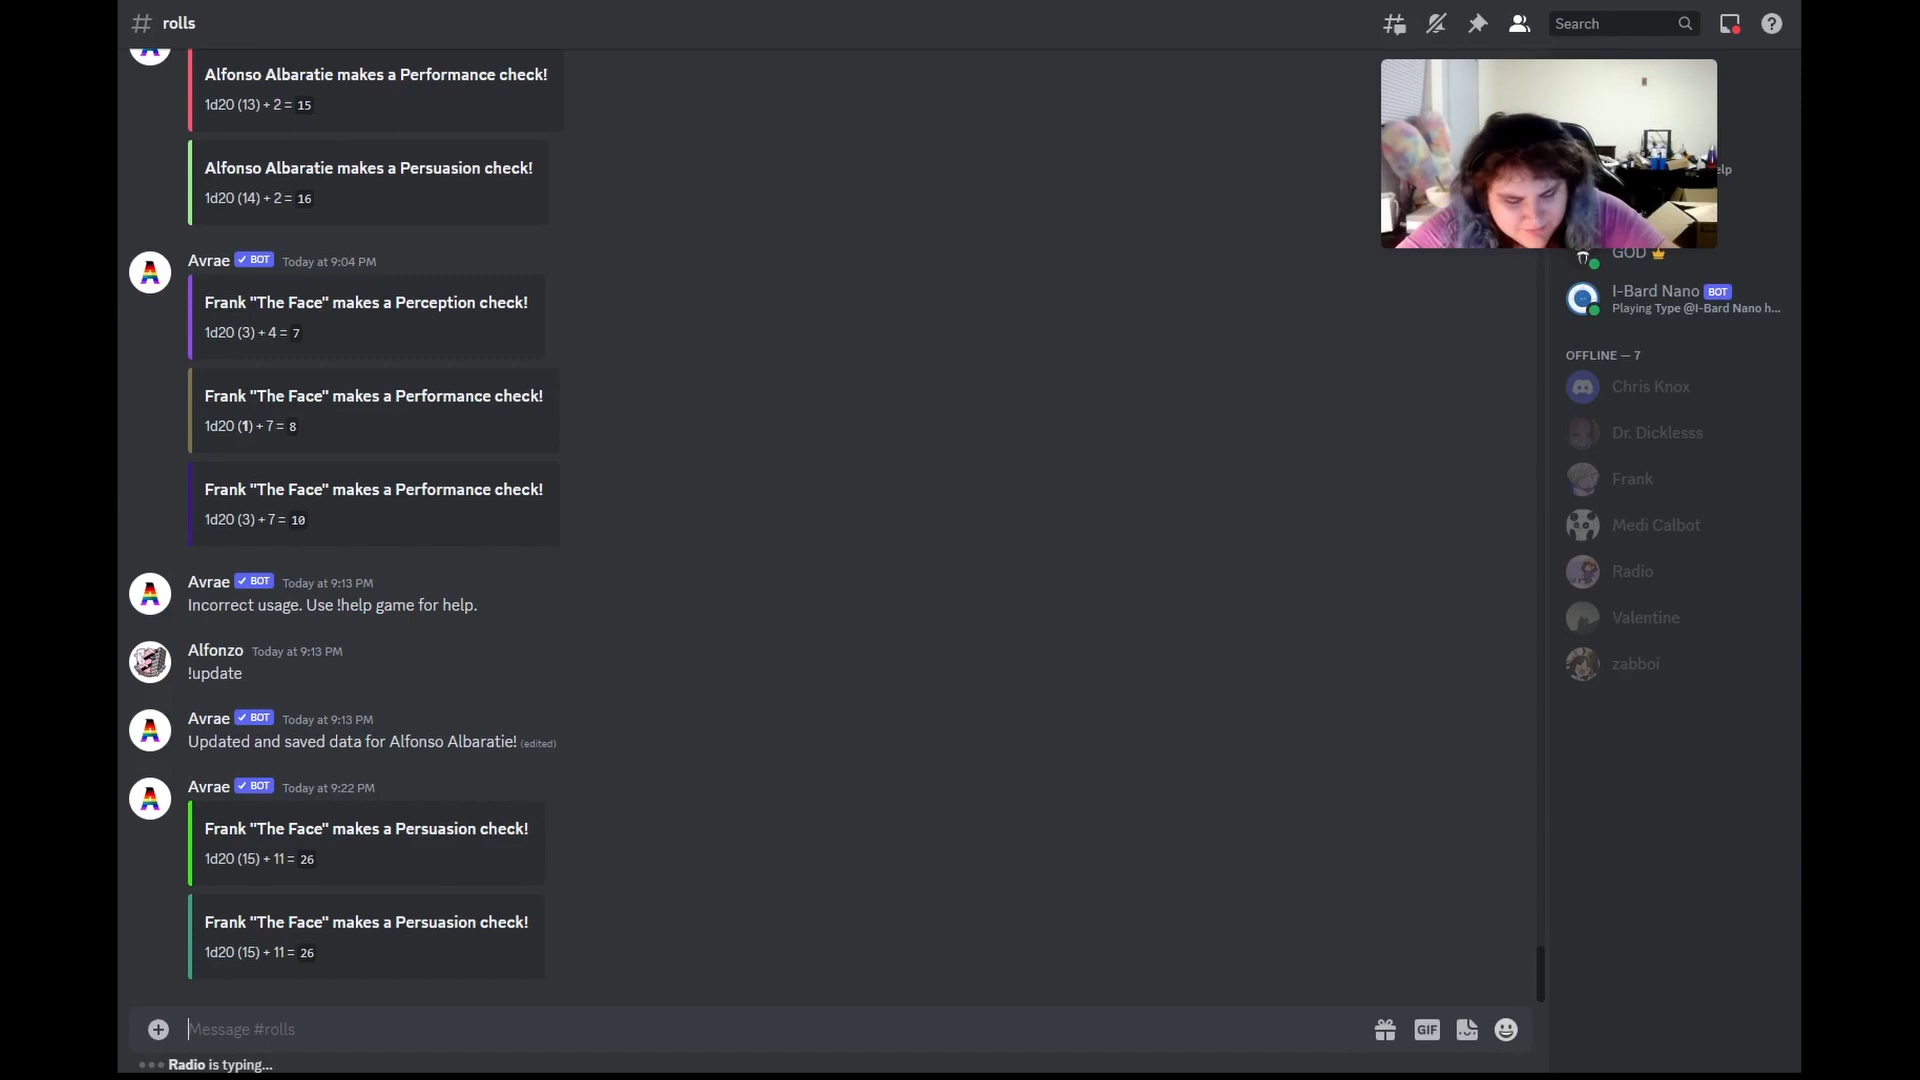 rolls
Search
Alfonso Albaratie makes a Performance check!
1d20 (13) + 2 = 15
Alfonso Albaratie makes a Persuasion check!
1d20 (14) + 2 = 16
Avrae ✓ BOT Today at 9:04 PM
Frank "The Face" makes a Perception check!
1d20 (3) + 4 = 7
Frank "The Face" makes a Performance check!
1d20 (1) + 7 = 8
Frank "The Face" makes a Performance check!
1d20 (3) + 7 = 10
Avrae ✓ BOT Today at 9:13 PM
Incorrect usage. Use !help game for help.
Alfonzo Today at 9:13 PM
!update
Avrae ✓ BOT Today at 9:13 PM
Updated and saved data for Alfonso Albaratie! (edited)
Avrae ✓ BOT Today at 9:22 PM
Frank "The Face" makes a Persuasion check!
1d20 (15) + 11 = 26
Frank "The Face" makes a Persuasion check!
1d20 (15) + 11 = 26
Message #rolls
GIF
Radio is typing...
elp
GOD
I-Bard Nano BOT
Playing Type @I-Bard Nano h...
OFFLINE — 7
Chris Knox
Dr. Dicklesss
Frank
Medi Calbot
Radio
Valentine
zabboi